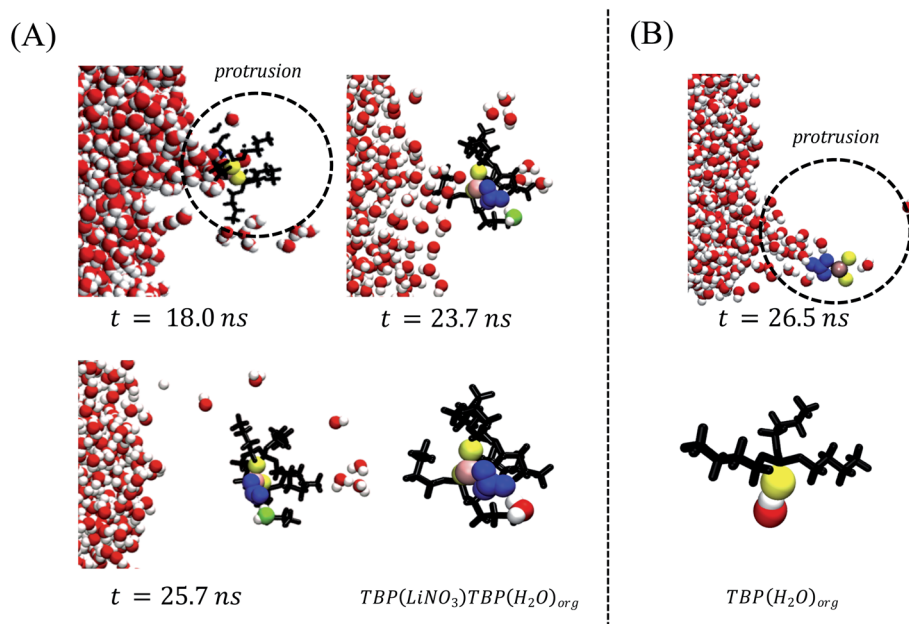 (A)
protrusion
t = 18.0 ns
t = 23.7 ns
t = 25.7 ns
TBP(LiNO₃)TBP(H₂O)ₒᵣg
(B)
protrusion
t = 26.5 ns
TBP(H₂O)ₒᵣg